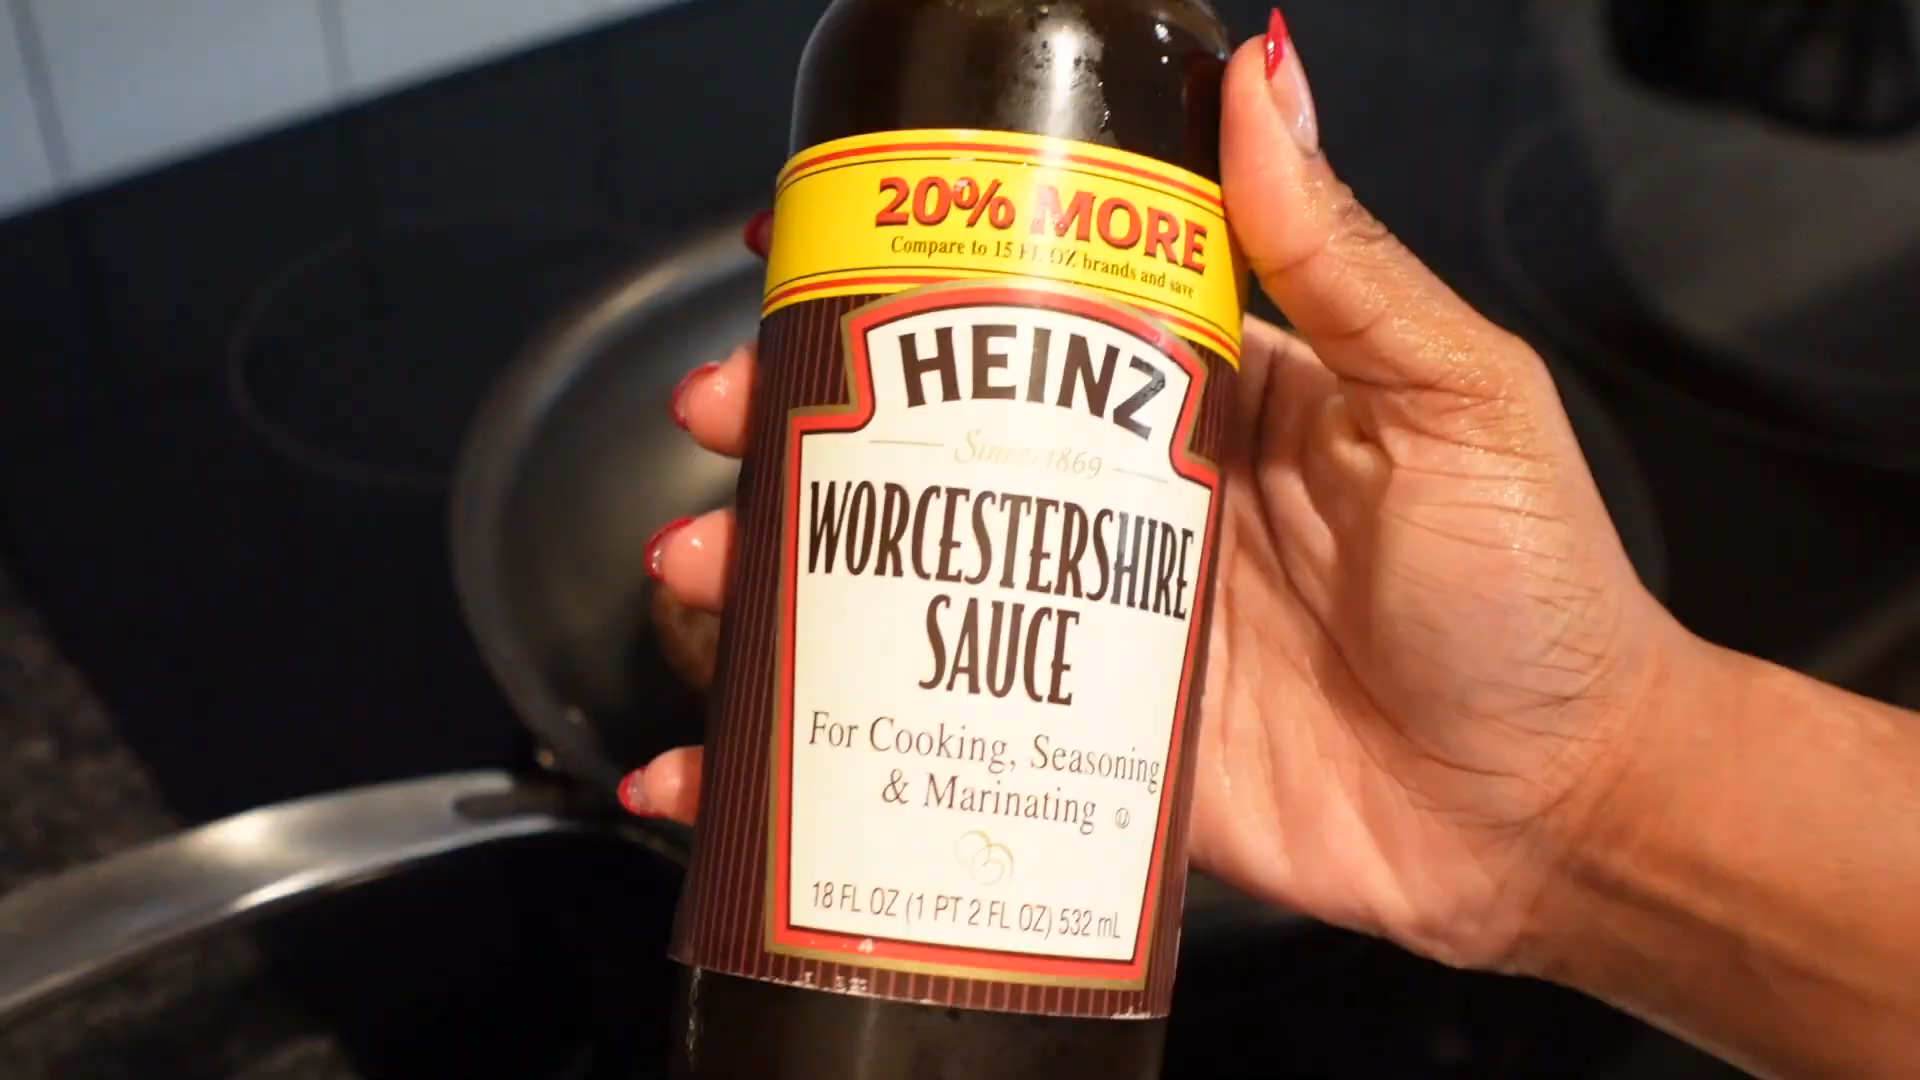 20% MORE
Compare to 15 FL OZ brands and save
HEINZ
Since 1869
WORCESTERSHIRE
SAUCE
For Cooking, Seasoning
& Marinating Ⓤ
18 FL OZ (1 PT 2 FL OZ) 532 mL